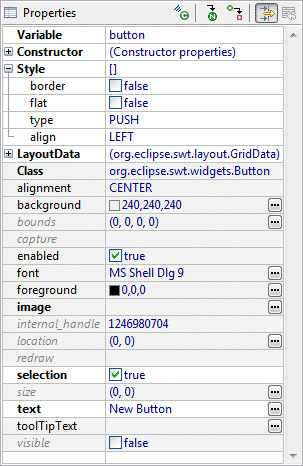 Properties
Variable button
Constructor (Constructor properties)
Style []
border false
flat false
type PUSH
align LEFT
LayoutData (org.eclipse.swt.layout.GridData)
Class org.eclipse.swt.widgets.Button
alignment CENTER
background 240,240,240
bounds (0, 0, 0, 0)
capture
enabled true
font MS Shell Dlg 9
foreground 0,0,0
image
internal_handle 1246980704
location (0, 0)
redraw
selection true
size (0, 0)
text New Button
toolTipText
visible false